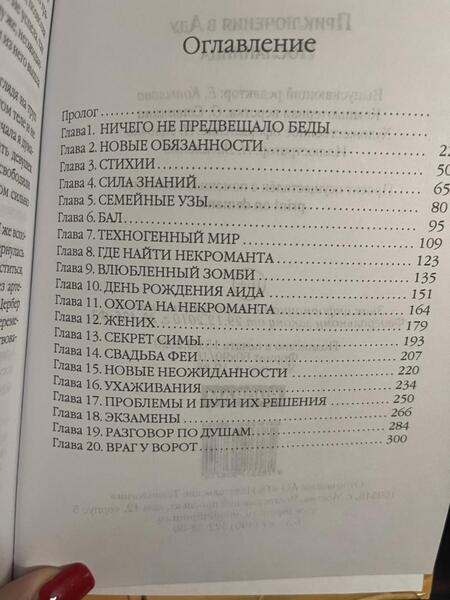 Оглавление
Пролог
Глава1. НИЧЕГО НЕ ПРЕДВЕЩАЛО БЕДЫ
Глава 2. НОВЫЕ ОБЯЗАННОСТИ 22
Глава 3. СТИХИИ 50
Глава 4. СИЛА ЗНАНИЙ 65
Глава 5. СЕМЕЙНЫЕ УЗЫ 80
Глава 6. БАЛ 95
Глава 7. ТЕХНОГЕННЫЙ МИР 109
Глава 8. ГДЕ НАЙТИ НЕКРОМАНТА 123
Глава 9. ВЛЮБЛЕННЫЙ ЗОМБИ 135
Глава 10. ДЕНЬ РОЖДЕНИЯ АИДА 151
Глава 11. ОХОТА НА НЕКРОМАНТА 164
Глава 12. ЖЕНИХ 179
Глава 13. СЕКРЕТ СИМЫ 193
Глава 14. СВАДЬБА ФЕИ 207
Глава 15. НОВЫЕ НЕОЖИДАННОСТИ 220
Глава 16. УХАЖИВАНИЯ 234
Глава 17. ПРОБЛЕМЫ И ПУТИ ИХ РЕШЕНИЯ 250
Глава 18. ЭКЗАМЕНЫ 266
Глава 19. РАЗГОВОР ПО ДУШАМ 284
Глава 20. ВРАГ У ВОРОТ 300